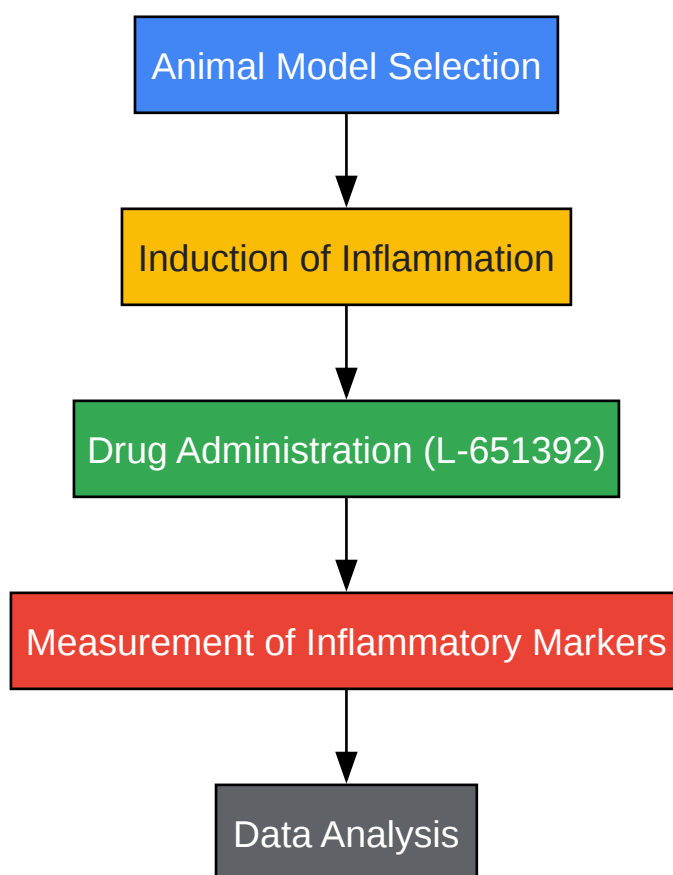 Animal Model Selection
Induction of Inflammation
Drug Administration (L-651392)
Measurement of Inflammatory Markers
Data Analysis